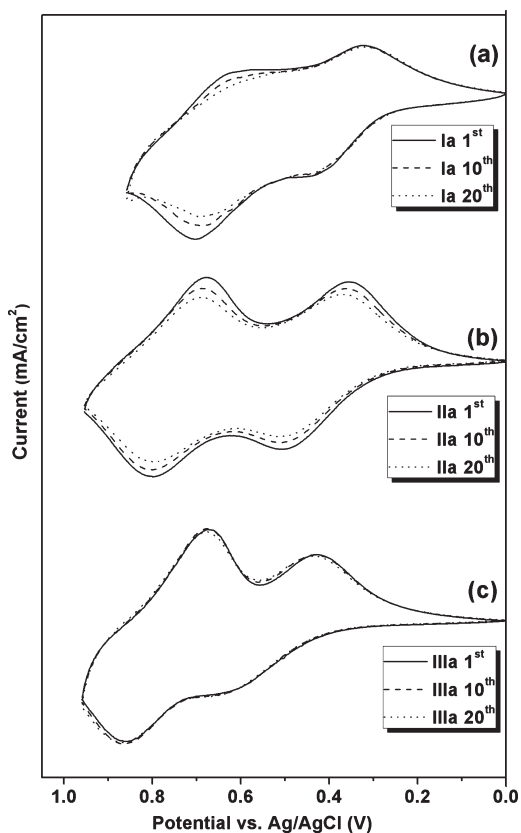 (a)
Ia 1st
Ia 10th
Ia 20th
(b)
IIa 1st
IIa 10th
IIa 20th
(c)
IIIa 1st
IIIa 10th
IIIa 20th
Current (mA/cm²)
1.0 0.8 0.6 0.4 0.2 0.0
Potential vs. Ag/AgCl (V)